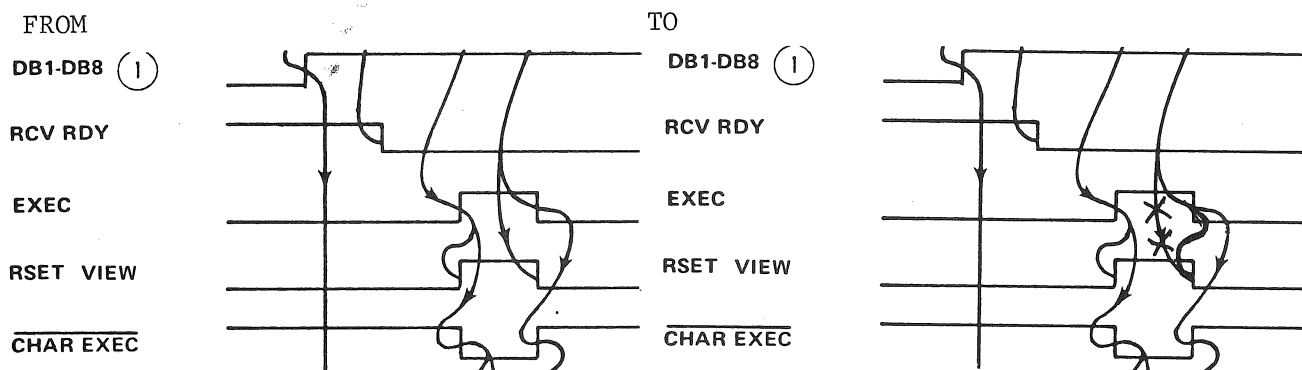 FROM
DB1-DB8 1
RCV RDY
EXEC
RSET VIEW
CHAR EXEC
TO
DB1-DB8 1
RCV RDY
EXEC
RSET VIEW
CHAR EXEC